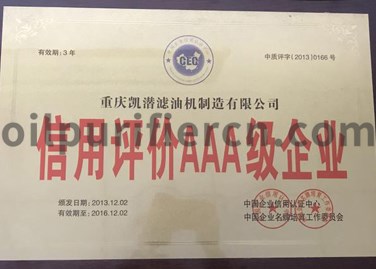 有效期:3年
中质评字(2013)0166号
CEC
重庆凯潜滤油机制造有限公司
oilpurifiercn.com
信用评价AAA级企业
颁发日期:2013.12.02
有效期至:2016.12.02
中国企业信用认证中心
中国企业名牌培育工作委员会